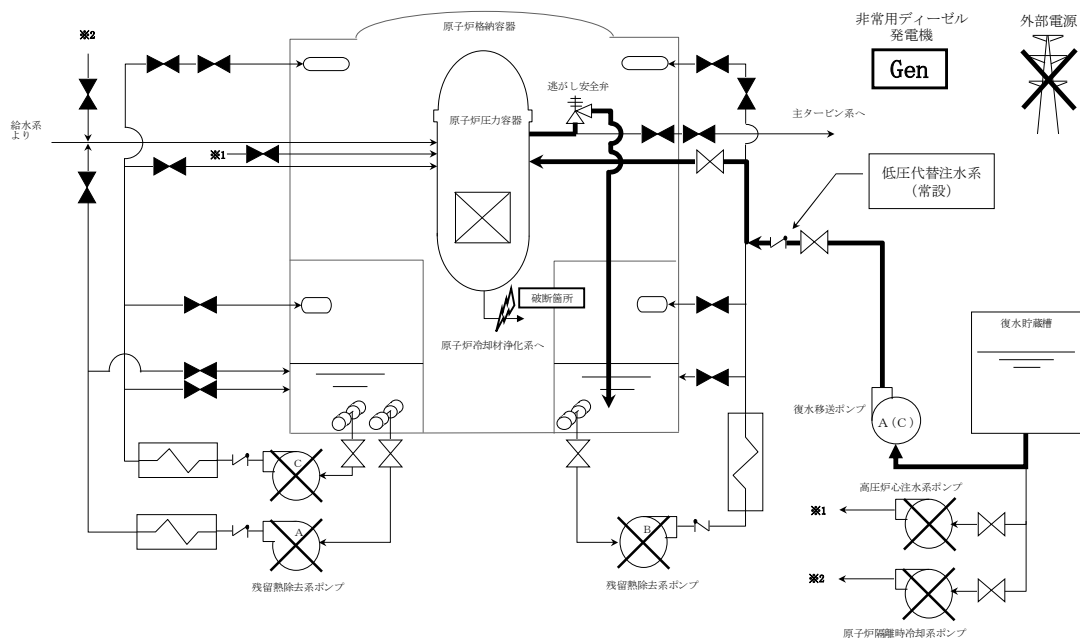 原子炉格納容器
非常用ディーゼル
発電機
外部電源
※2
Gen
逃がし安全弁
給水系
より
原子炉圧力容器
主タービン系へ
※1
低圧代替注水系
（常設）
破断箇所
原子炉冷却材浄化系へ
復水貯蔵槽
復水移送ポンプ
A(C)
C
高圧炉心注水系ポンプ
※1
A
B
残留熱除去系ポンプ
残留熱除去系ポンプ
※2
原子炉隔離時冷却系ポンプ